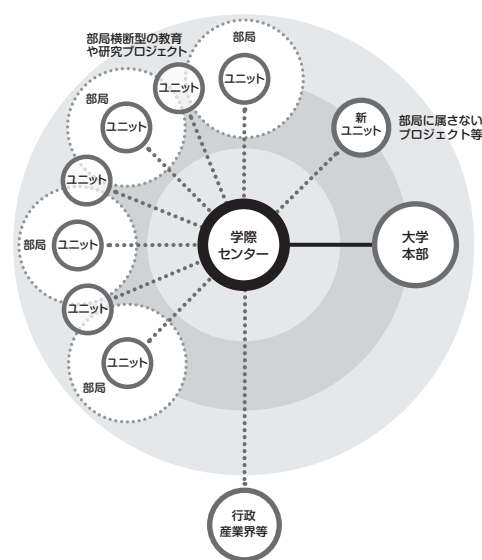 部局横断型の教育
や研究プロジェクト
部局
ユニット
ユニット
部局
ユニット
新
ユニット
部局に属さない
プロジェクト等
ユニット
部局
ユニット
学際
センター
大学
本部
ユニット
ユニット
部局
行政
産業界等